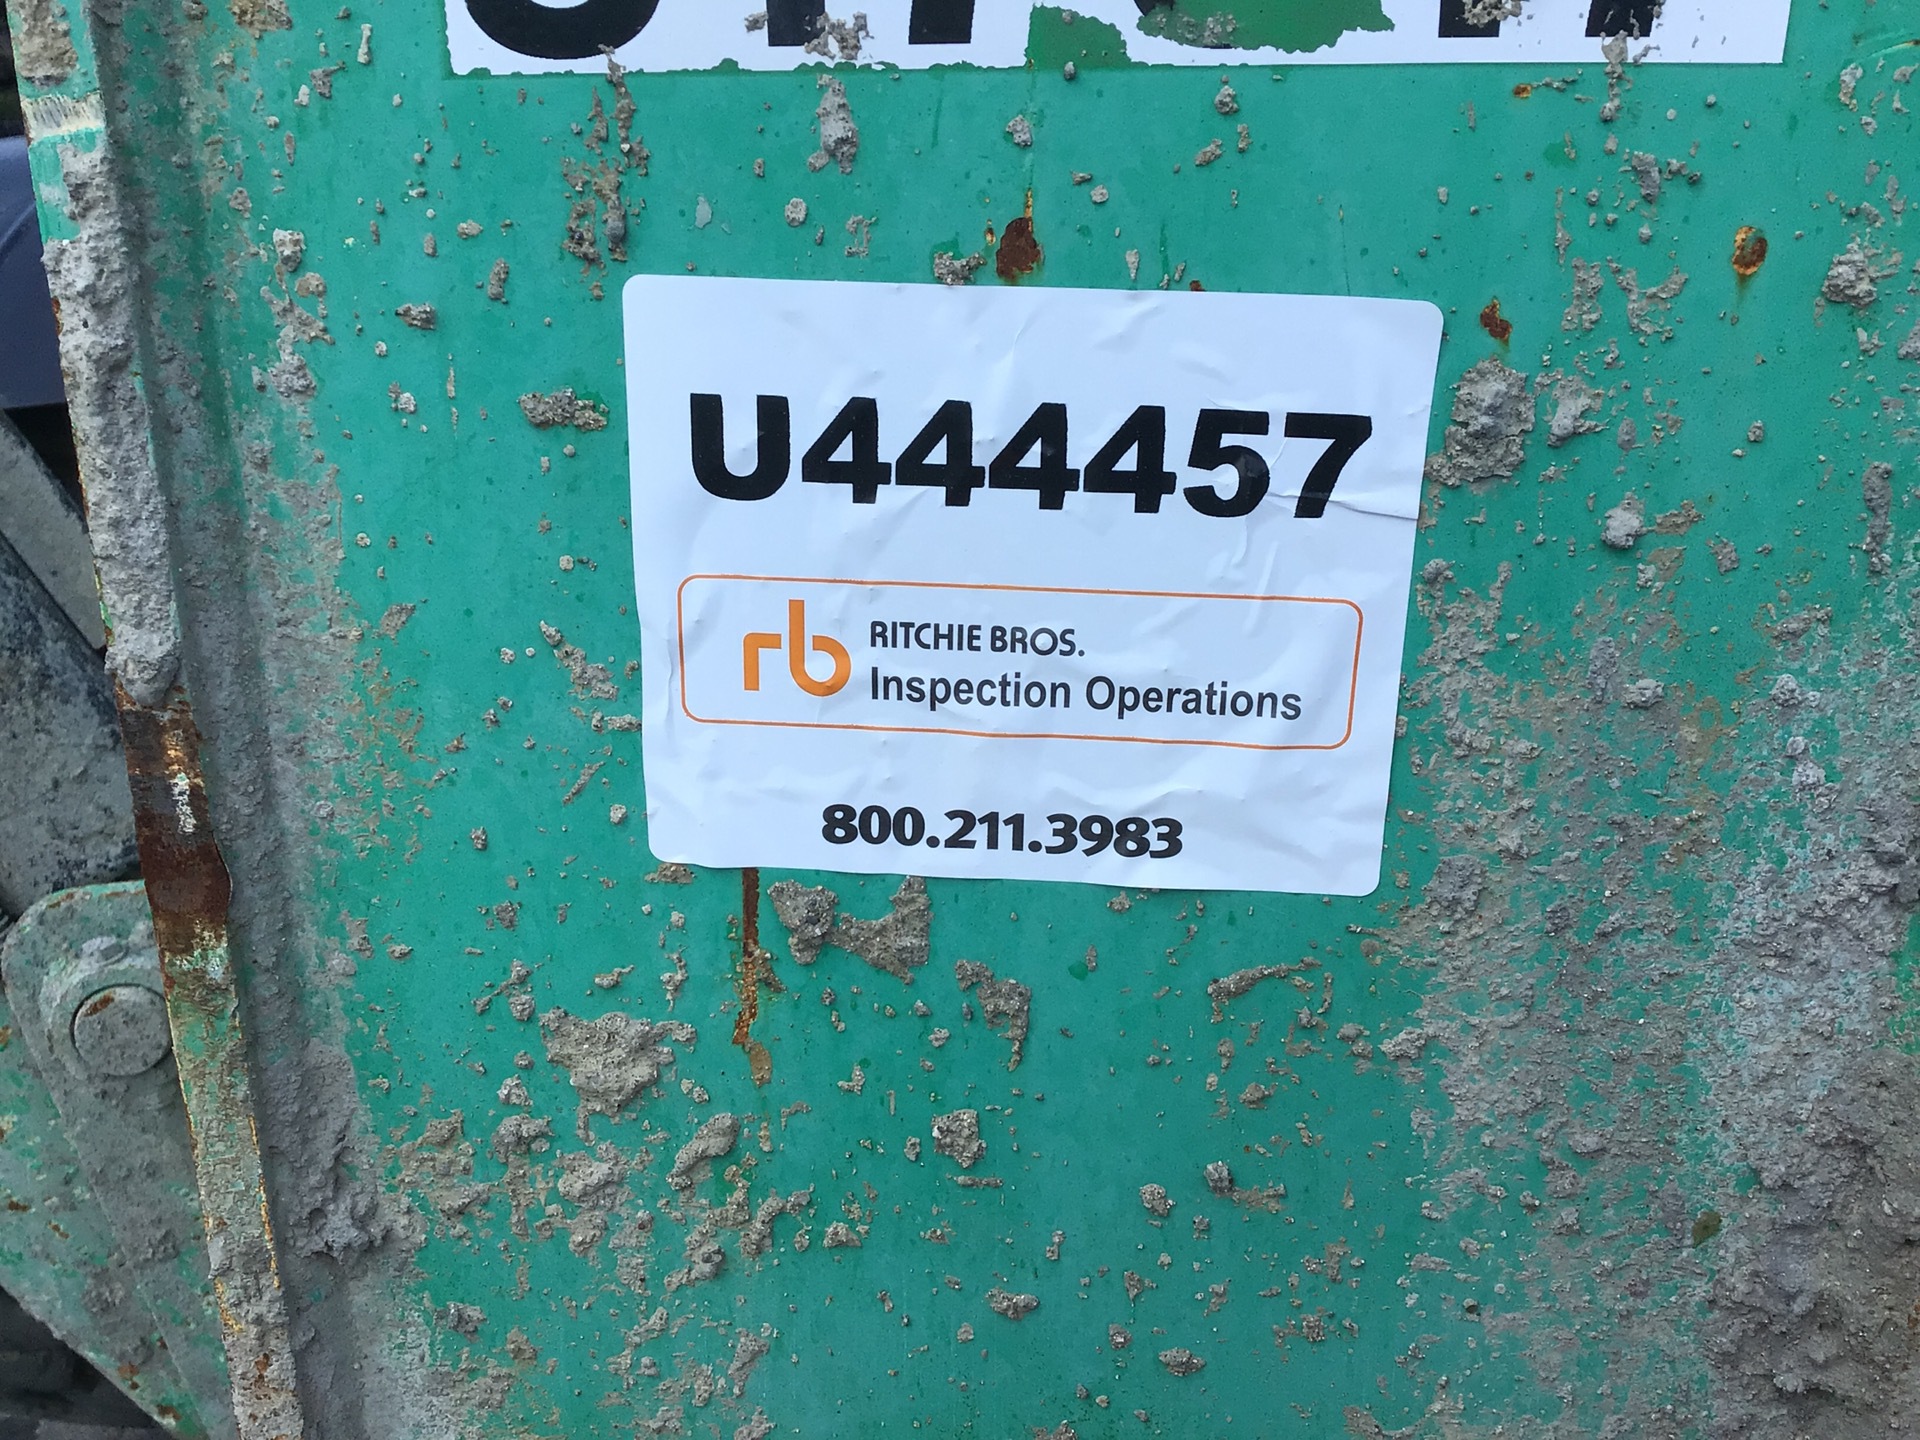 U444457
rb
RITCHIE BROS.
Inspection Operations
800.211.3983